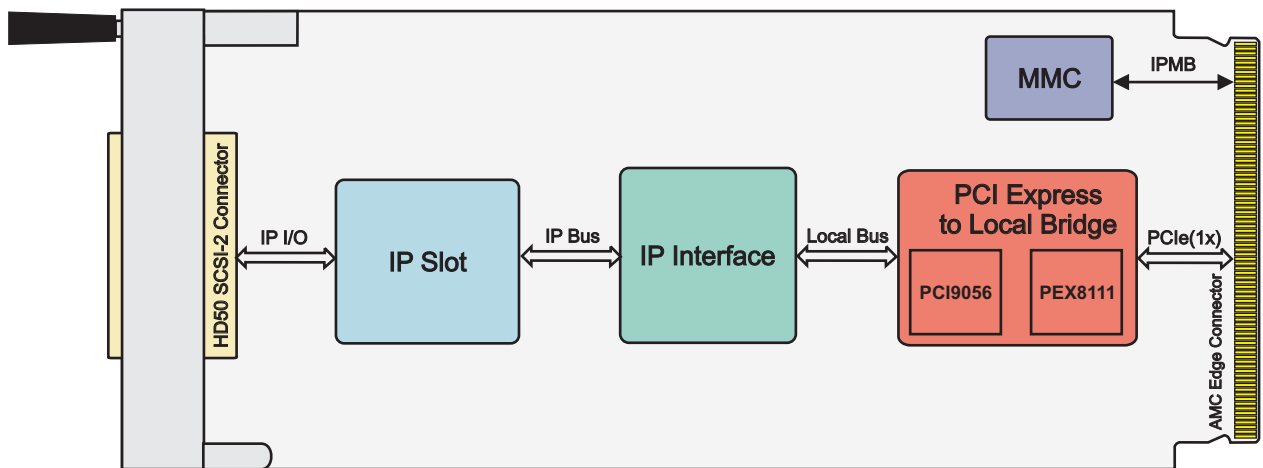 MMC
IPMB
HD50 SCSI-2 Connector
IP I/O
IP Slot
IP Bus
IP Interface
Local Bus
PCI Express
to Local Bridge
PCI9056
PEX8111
PCIe(1x)
AMC Edge Connector